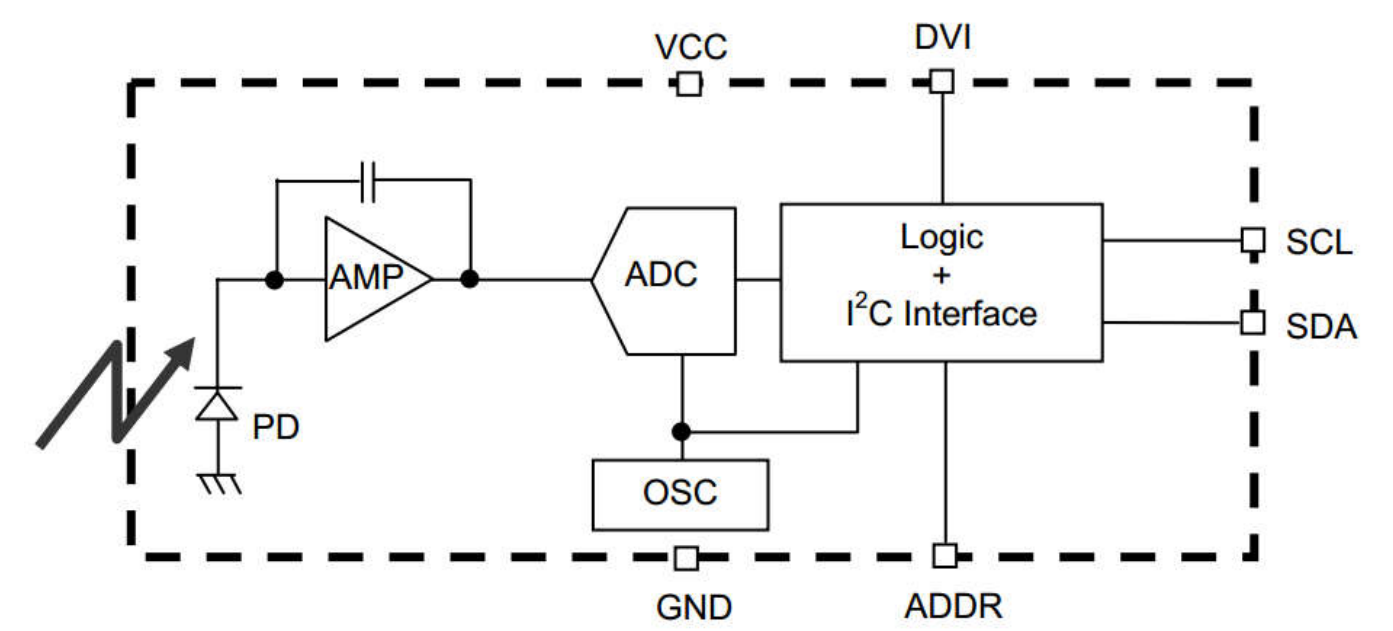 VCC
DVI
AMP
ADC
Logic
+
I²C Interface
SCL
SDA
PD
OSC
GND
ADDR